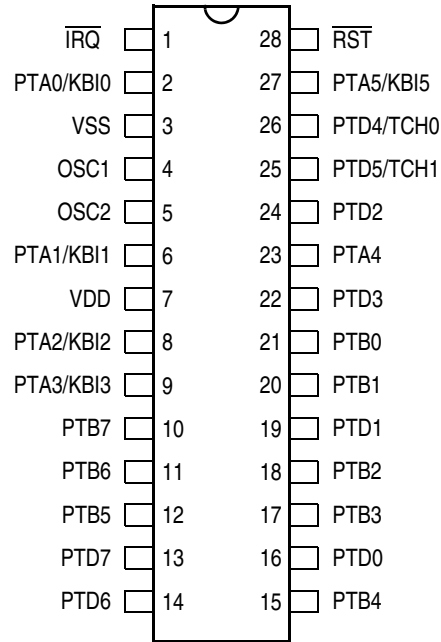 I̅R̅Q̅ 1 28 R̅S̅T̅
PTA0/KBI0 2 27 PTA5/KBI5
VSS 3 26 PTD4/TCH0
OSC1 4 25 PTD5/TCH1
OSC2 5 24 PTD2
PTA1/KBI1 6 23 PTA4
VDD 7 22 PTD3
PTA2/KBI2 8 21 PTB0
PTA3/KBI3 9 20 PTB1
PTB7 10 19 PTD1
PTB6 11 18 PTB2
PTB5 12 17 PTB3
PTD7 13 16 PTD0
PTD6 14 15 PTB4